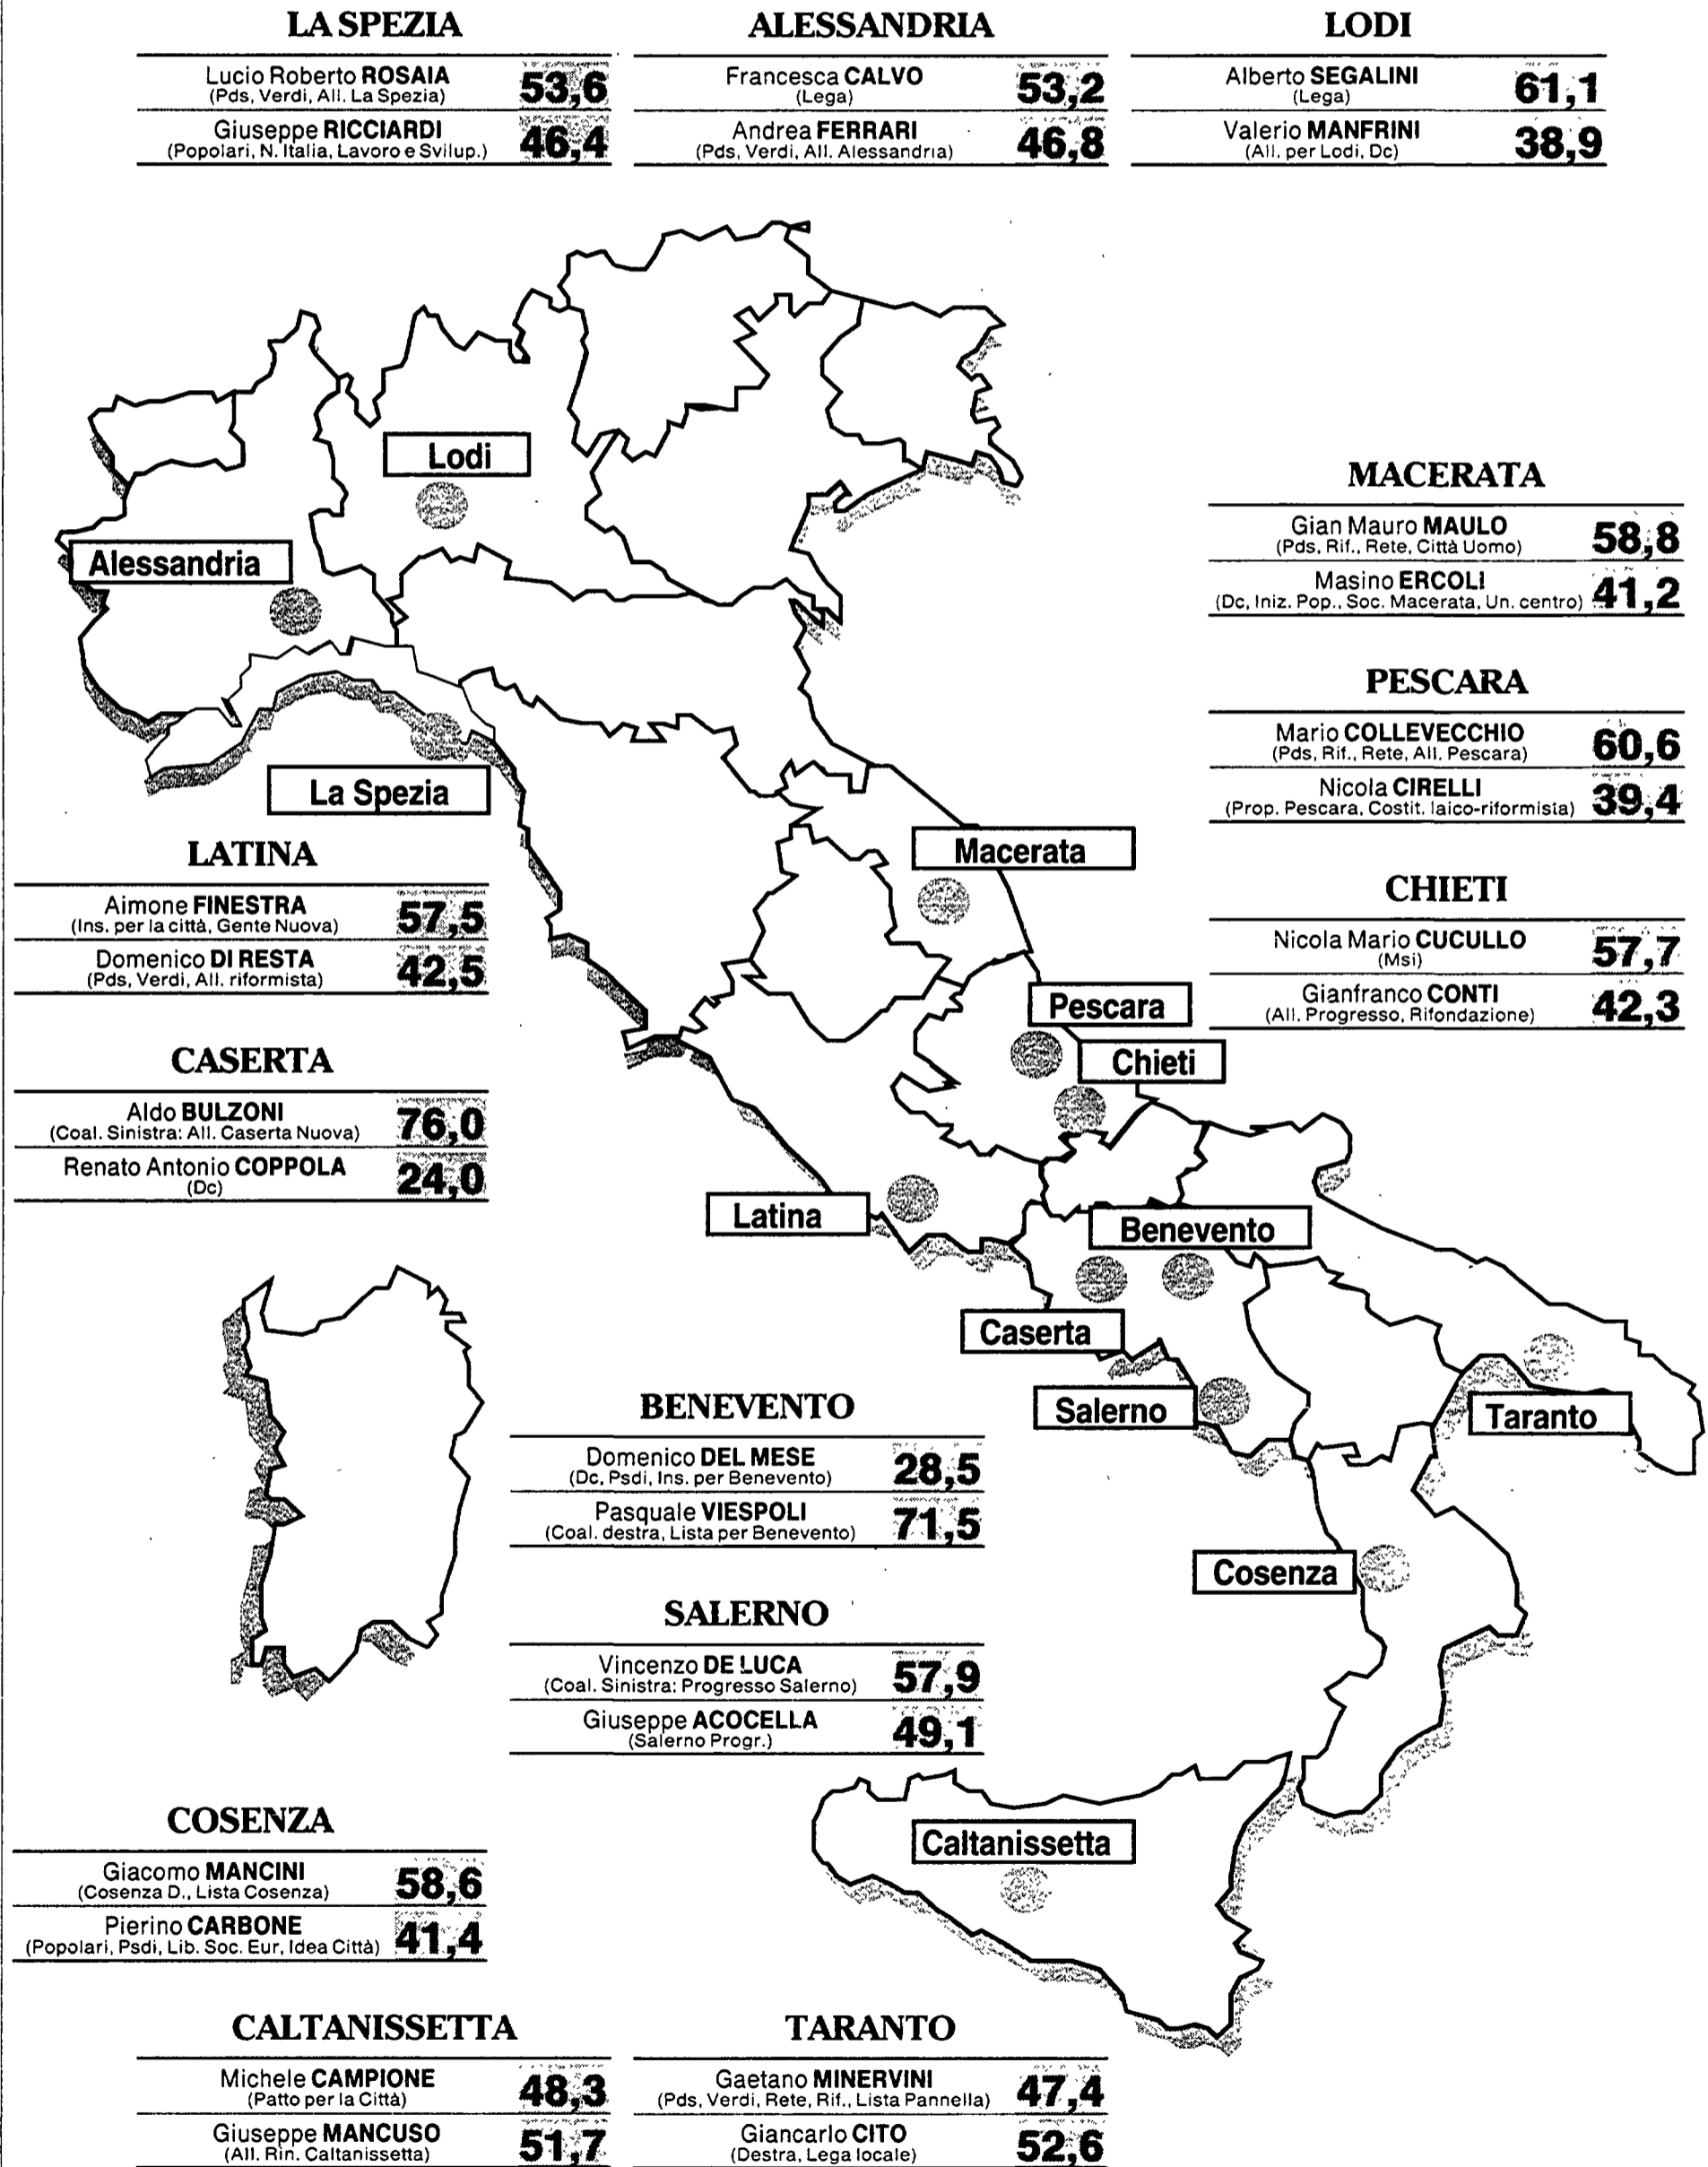 LA SPEZIA
Lucio Roberto ROSAIA
(Pds, Verdi, All. La Spezia)
53,6
Giuseppe RICCIARDI
(Popolari, N. Italia, Lavoro e Svilup.)
46,4
ALESSANDRIA
Francesca CALVO
(Lega)
53,2
Andrea FERRARI
(Pds, Verdi, All. Alessandria)
46,8
LODI
Alberto SEGALINI
(Lega)
61,1
Valerio MANFRINI
(All. per Lodi, Dc)
38,9
Lodi
Alessandria
La Spezia
MACERATA
Gian Mauro MAULO
(Pds, Rif., Rete, Città Uomo)
58,8
Masino ERCOLI
(Dc, Iniz. Pop., Soc. Macerata, Un. centro)
41,2
PESCARA
Mario COLLEVECCHIO
(Pds, Rif., Rete, All. Pescara)
60,6
Nicola CIRELLI
(Prop. Pescara, Costit. laico-riformista)
39,4
CHIETI
Nicola Mario CUCULLO
(Msi)
57,7
Gianfranco CONTI
(All. Progresso, Rifondazione)
42,3
LATINA
Aimone FINESTRA
(Ins. per la città, Gente Nuova)
57,5
Domenico DI RESTA
(Pds, Verdi, All. riformista)
42,5
CASERTA
Aldo BULZONI
(Coal. Sinistra: All. Caserta Nuova)
76,0
Renato Antonio COPPOLA
(Dc)
24,0
Macerata
Pescara
Chieti
Latina
Benevento
Caserta
Salerno
Taranto
Cosenza
BENEVENTO
Domenico DEL MESE
(Dc, Psdi, Ins. per Benevento)
28,5
Pasquale VIESPOLI
(Coal. destra, Lista per Benevento)
71,5
SALERNO
Vincenzo DE LUCA
(Coal. Sinistra: Progresso Salerno)
57,9
Giuseppe ACOCELLA
(Salerno Progr.)
49,1
Caltanissetta
COSENZA
Giacomo MANCINI
(Cosenza D., Lista Cosenza)
58,6
Pierino CARBONE
(Popolari, Psdi, Lib. Soc. Eur, Idea Città)
41,4
CALTANISSETTA
Michele CAMPIONE
(Patto per la Città)
48,3
Giuseppe MANCUSO
(All. Rin. Caltanissetta)
51,7
TARANTO
Gaetano MINERVINI
(Pds, Verdi, Rete, Rif., Lista Pannella)
47,4
Giancarlo CITO
(Destra, Lega locale)
52,6